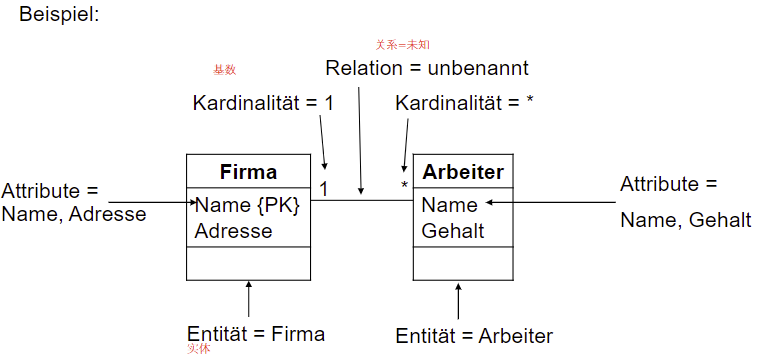 Beispiel:
关系=未知
Relation = unbenannt
基数
Kardinalität = 1
Kardinalität = *
Firma
Arbeiter
1
*
Attribute =
Name, Adresse
Name {PK}
Adresse
Name
Gehalt
Attribute =
Name, Gehalt
Entität = Firma
实体
Entität = Arbeiter